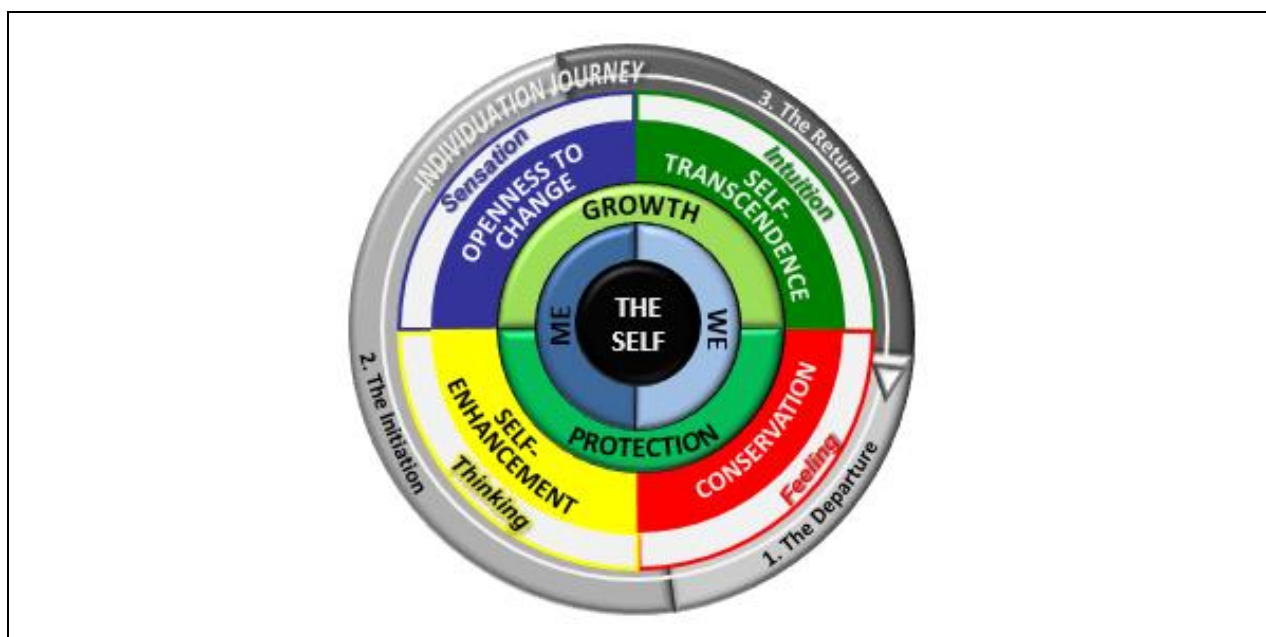 INDIVIDUATION JOURNEY
3. The Return
Sensation
Intuition
OPENNESS TO
CHANGE
SELF-
TRANSCENDENCE
GROWTH
ME
THE
SELF
WE
PROTECTION
SELF-
ENHANCEMENT
Thinking
CONSERVATION
Feeling
2. The Initiation
1. The Departure